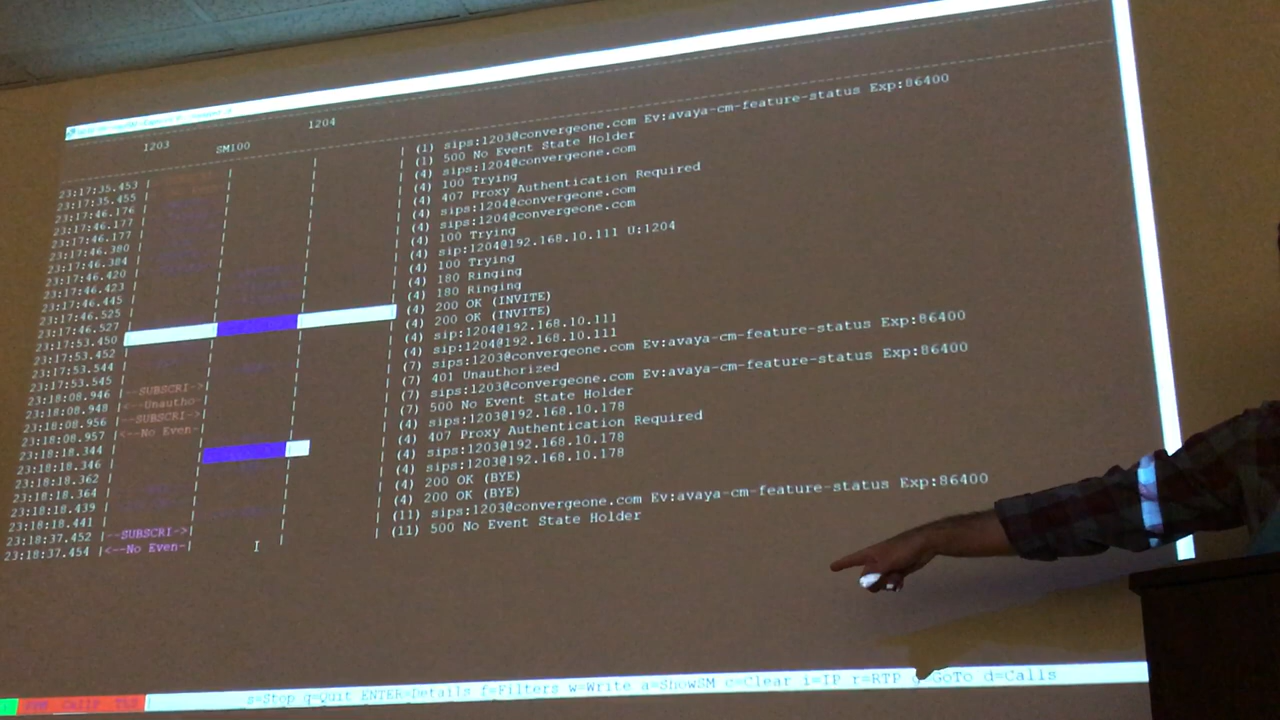 1203 SM100 1204
23:17:35.453 | | | | (1) sips:1203@convergeone.com Ev:avaya-cm-feature-status Exp:86400
23:17:35.455 | | | | (1) 500 No Event State Holder
23:17:46.176 | | | | (4) sips:1204@convergeone.com
23:17:46.177 | | | | (4) 100 Trying
23:17:46.177 | | | | (4) 407 Proxy Authentication Required
23:17:46.380 | | | | (4) sips:1204@convergeone.com
23:17:46.384 | | | | (4) sips:1204@convergeone.com
23:17:46.420 | | | | (4) 100 Trying
23:17:46.423 | | | | (4) sip:1204@192.168.10.111 U:1204
23:17:46.445 | | | | (4) 100 Trying
23:17:46.525 | | | | (4) 180 Ringing
23:17:46.527 | | | | (4) 180 Ringing
23:17:53.450 (4) 200 OK (INVITE)
23:17:53.452 | | | | (4) 200 OK (INVITE)
23:17:53.544 | | | | (4) sip:1204@192.168.10.111
23:17:53.545 | | | | (4) sip:1204@192.168.10.111
23:18:08.946 |--SUBSCRI->| | | (7) sips:1203@convergeone.com Ev:avaya-cm-feature-status Exp:86400
23:18:08.948 |<--Unautho-| | | (7) 401 Unauthorized
23:18:08.956 |--SUBSCRI->| | | (7) sips:1203@convergeone.com Ev:avaya-cm-feature-status Exp:86400
23:18:08.957 |<--No Even-| | | (7) 500 No Event State Holder
23:18:18.344 | | | | (4) sips:1203@192.168.10.178
23:18:18.346 | | | | (4) 407 Proxy Authentication Required
23:18:18.362 | | | | (4) sips:1203@192.168.10.178
23:18:18.364 | | | | (4) sips:1203@192.168.10.178
23:18:18.439 | | | | (4) 200 OK (BYE)
23:18:18.441 | | | | (4) 200 OK (BYE)
23:18:37.452 |--SUBSCRI->| | | (11) sips:1203@convergeone.com Ev:avaya-cm-feature-status Exp:86400
23:18:37.454 |<--No Even-| | | (11) 500 No Event State Holder
CallP TLS s=Stop q=Quit ENTER=Details f=Filters w=Write a=ShowSM c=Clear i=IP r=RTP g=GoTo d=Calls